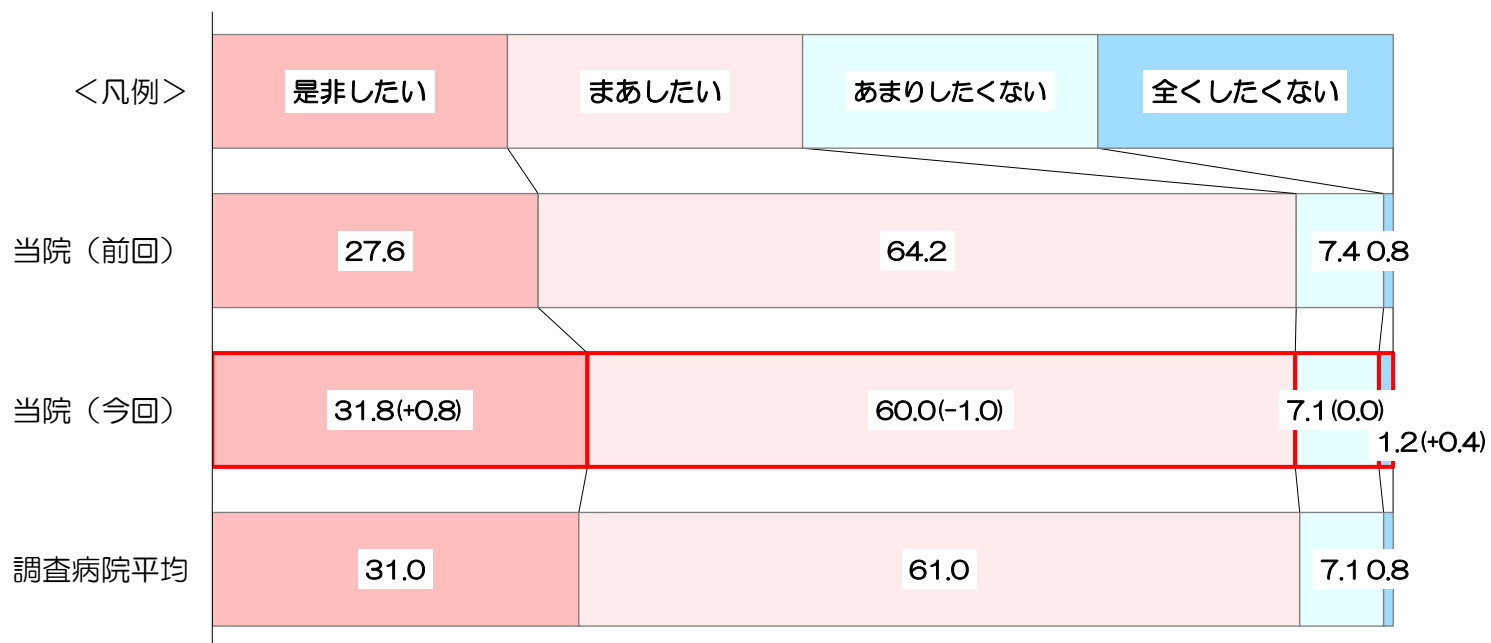 <凡例> 是非したい まあしたい あまりしたくない 全くしたくない
当院（前回） 27.6 64.2 7.4 0.8
当院（今回） 31.8(+0.8) 60.0(-1.0) 7.1(0.0)
1.2(+0.4)
調査病院平均 31.0 61.0 7.1 0.8